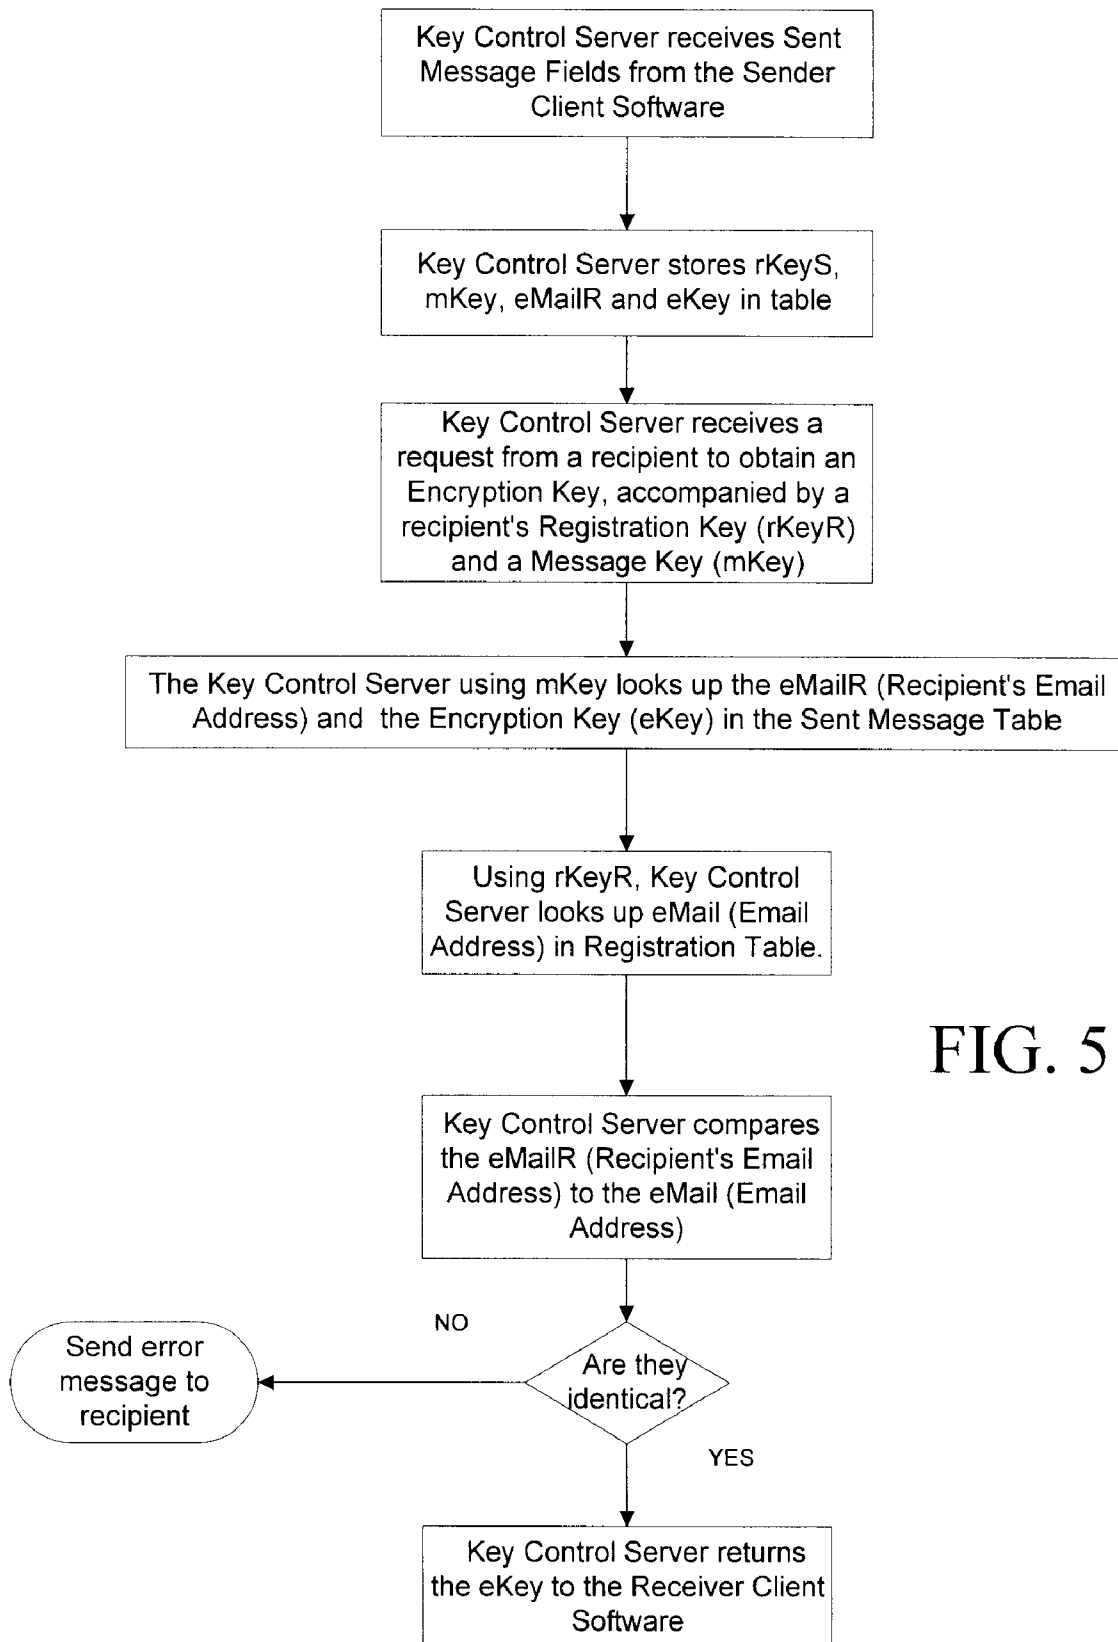 Key Control Server receives Sent
Message Fields from the Sender
Client Software
Key Control Server stores rKeyS,
mKey, eMailR and eKey in table
Key Control Server receives a
request from a recipient to obtain an
Encryption Key, accompanied by a
recipient's Registration Key (rKeyR)
and a Message Key (mKey)
The Key Control Server using mKey looks up the eMailR (Recipient's Email
Address) and the Encryption Key (eKey) in the Sent Message Table
Using rKeyR, Key Control
Server looks up eMail (Email
Address) in Registration Table.
FIG. 5
Key Control Server compares
the eMailR (Recipient's Email
Address) to the eMail (Email
Address)
NO
Send error
message to
recipient
Are they
identical?
YES
Key Control Server returns
the eKey to the Receiver Client
Software